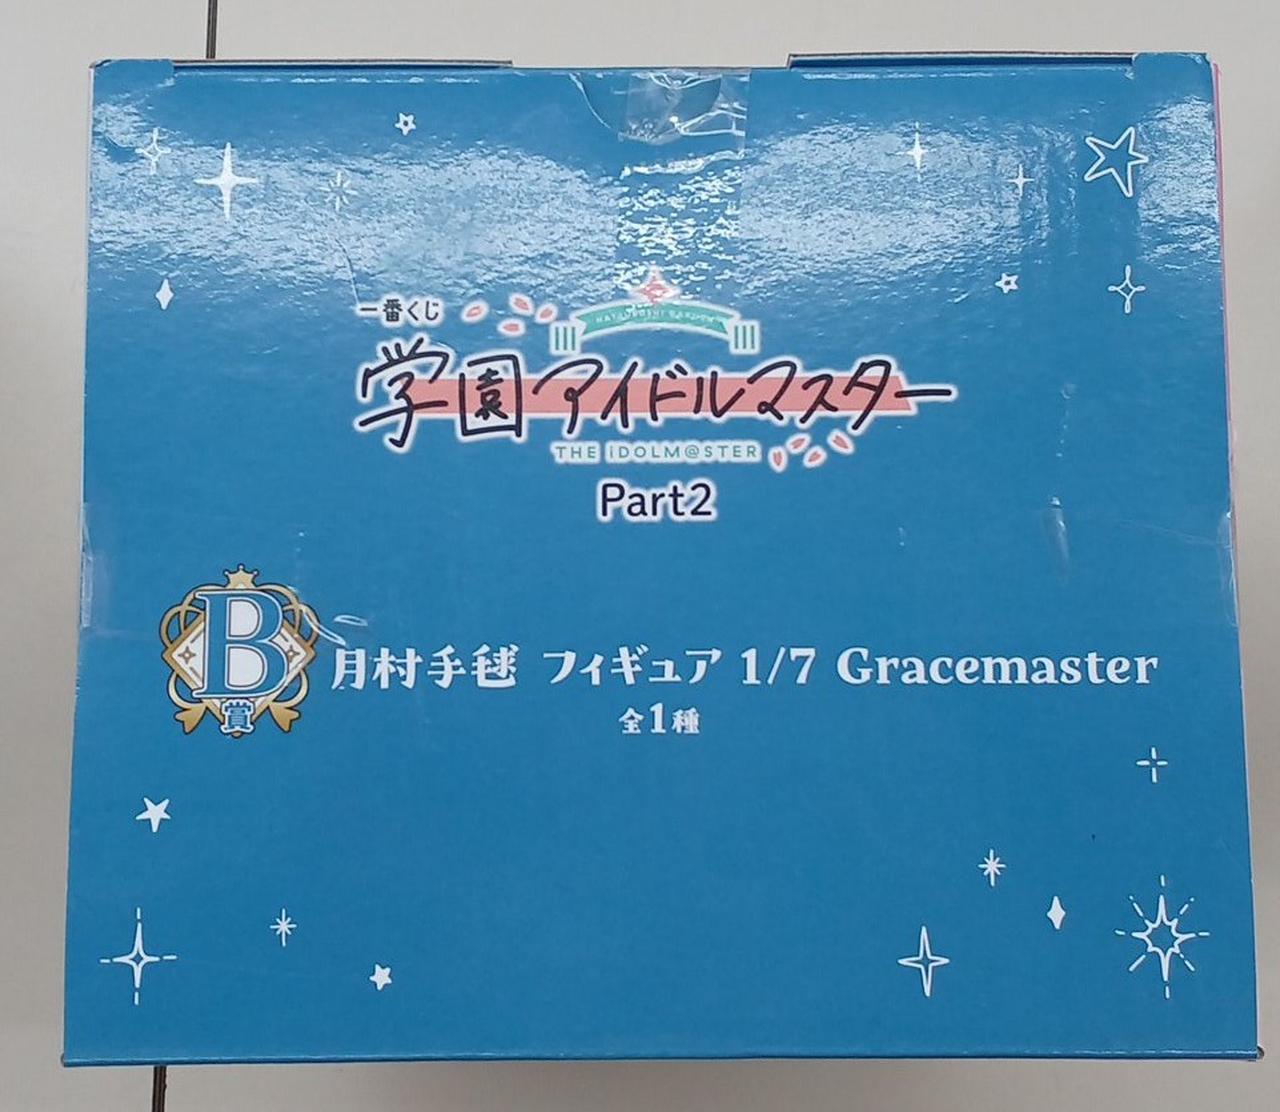 一番くじ
HATSUBOSHI GAKUEN
学園アイドルマスター
THE iDOLM@STER
Part2
B賞
月村手毬 フィギュア 1/7 Gracemaster
全1種